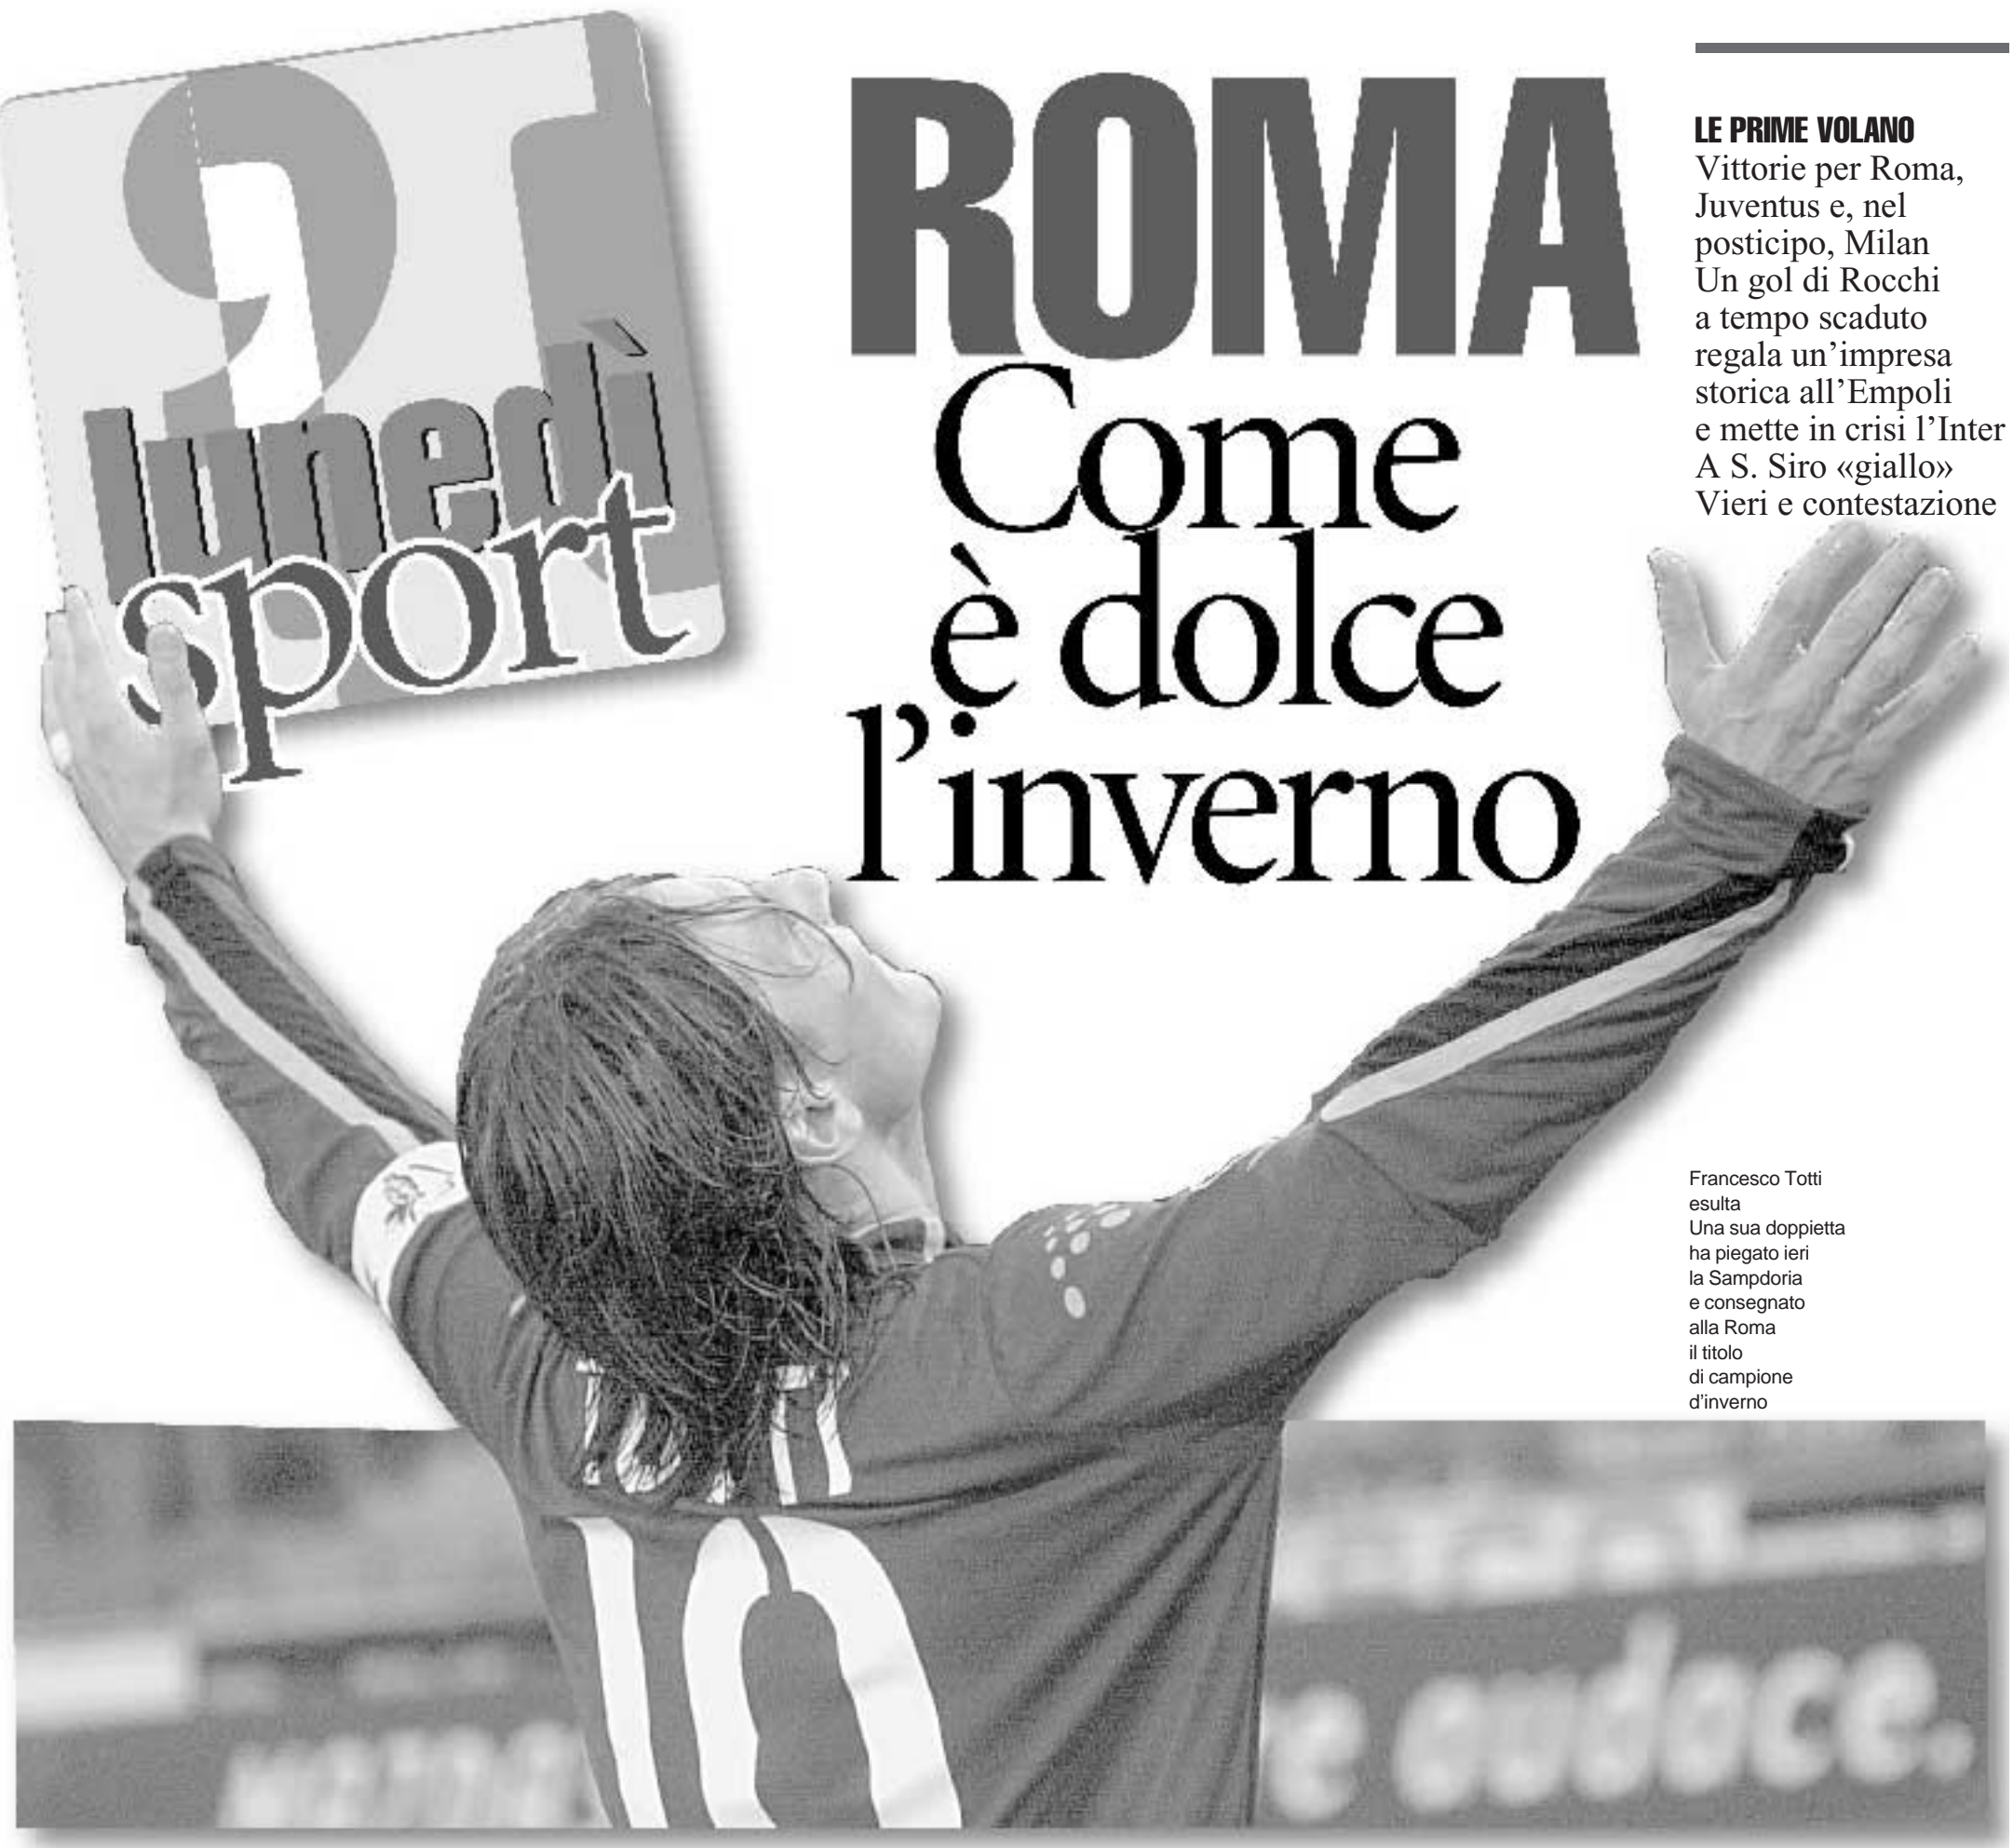 lunedì
sport
ROMA
Come
è dolce
l'inverno
LE PRIME VOLANO
Vittorie per Roma,
Juventus e, nel
posticipo, Milan
Un gol di Rocchi
a tempo scaduto
regala un'impresa
storica all'Empoli
e mette in crisi l'Inter
A S. Siro «giallo»
Vieri e contestazione
Francesco Totti
esulta
Una sua doppietta
ha piegato ieri
la Sampdoria
e consegnato
alla Roma
il titolo
di campione
d'inverno
10
e audace.